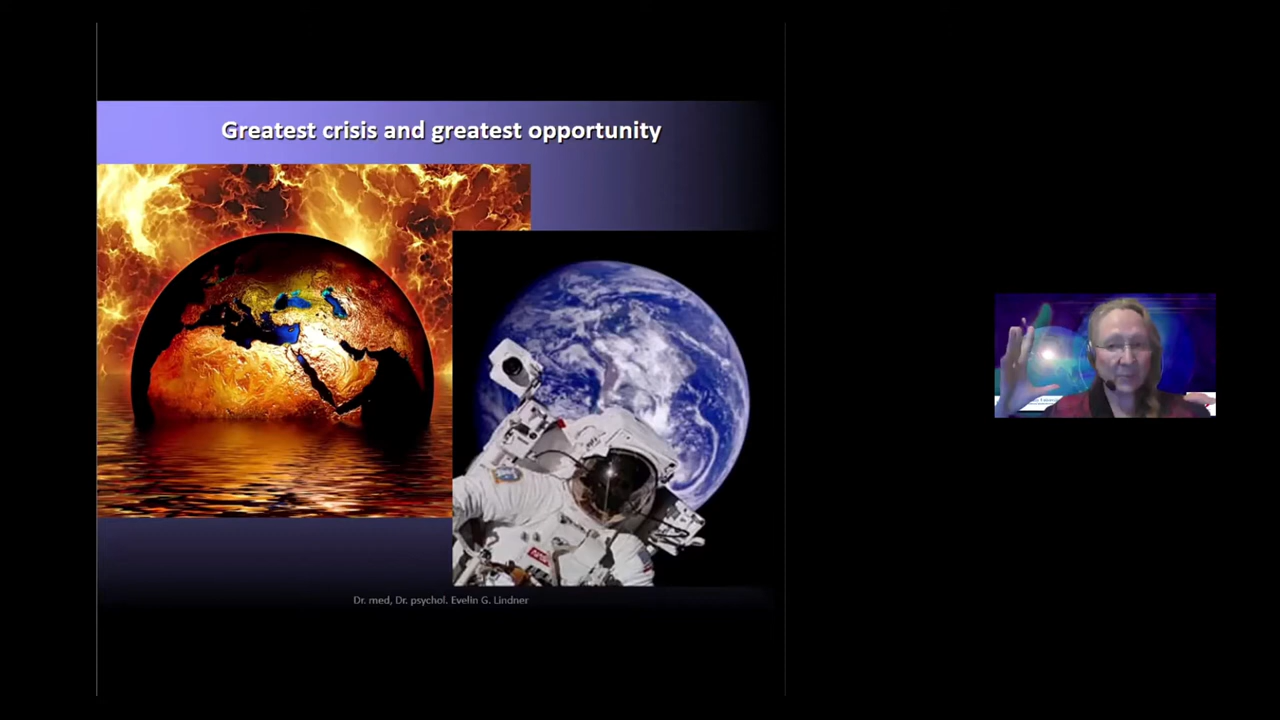 Greatest crisis and greatest opportunity
Dr. med, Dr. psychol. Evelin G. Lindner